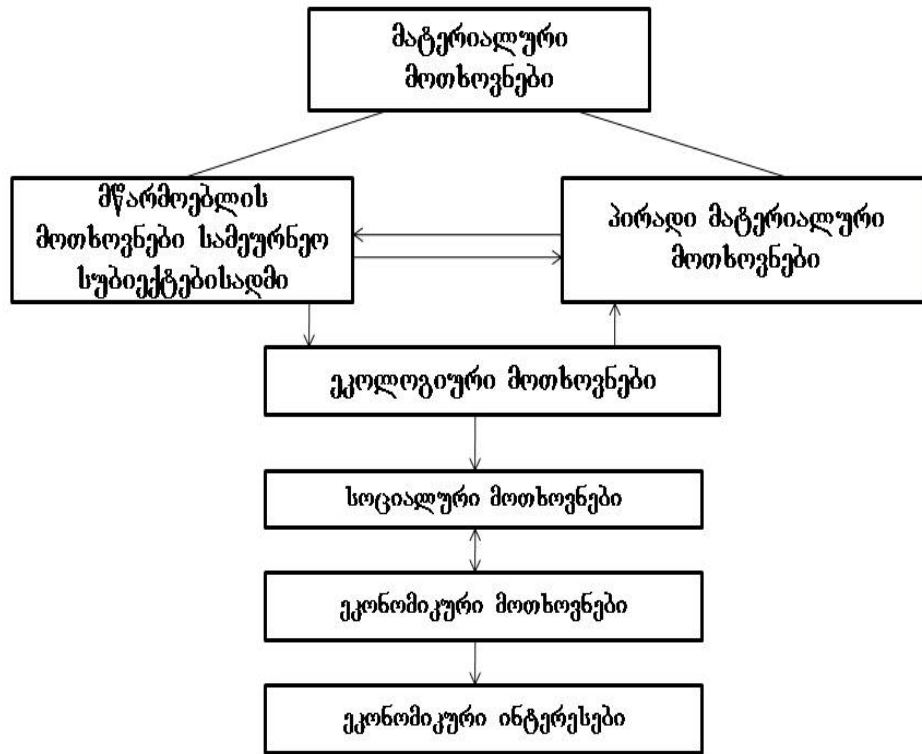 მატერიალური
მოთხოვნები
მწარმოებლის
მოთხოვნები სამეურნეო
სუბიექტებისადმი
პირადი მატერიალური
მოთხოვნები
ეკოლოგიური მოთხოვნები
სოციალური მოთხოვნები
ეკონომიკური მოთხოვნები
ეკონომიკური ინტერესები